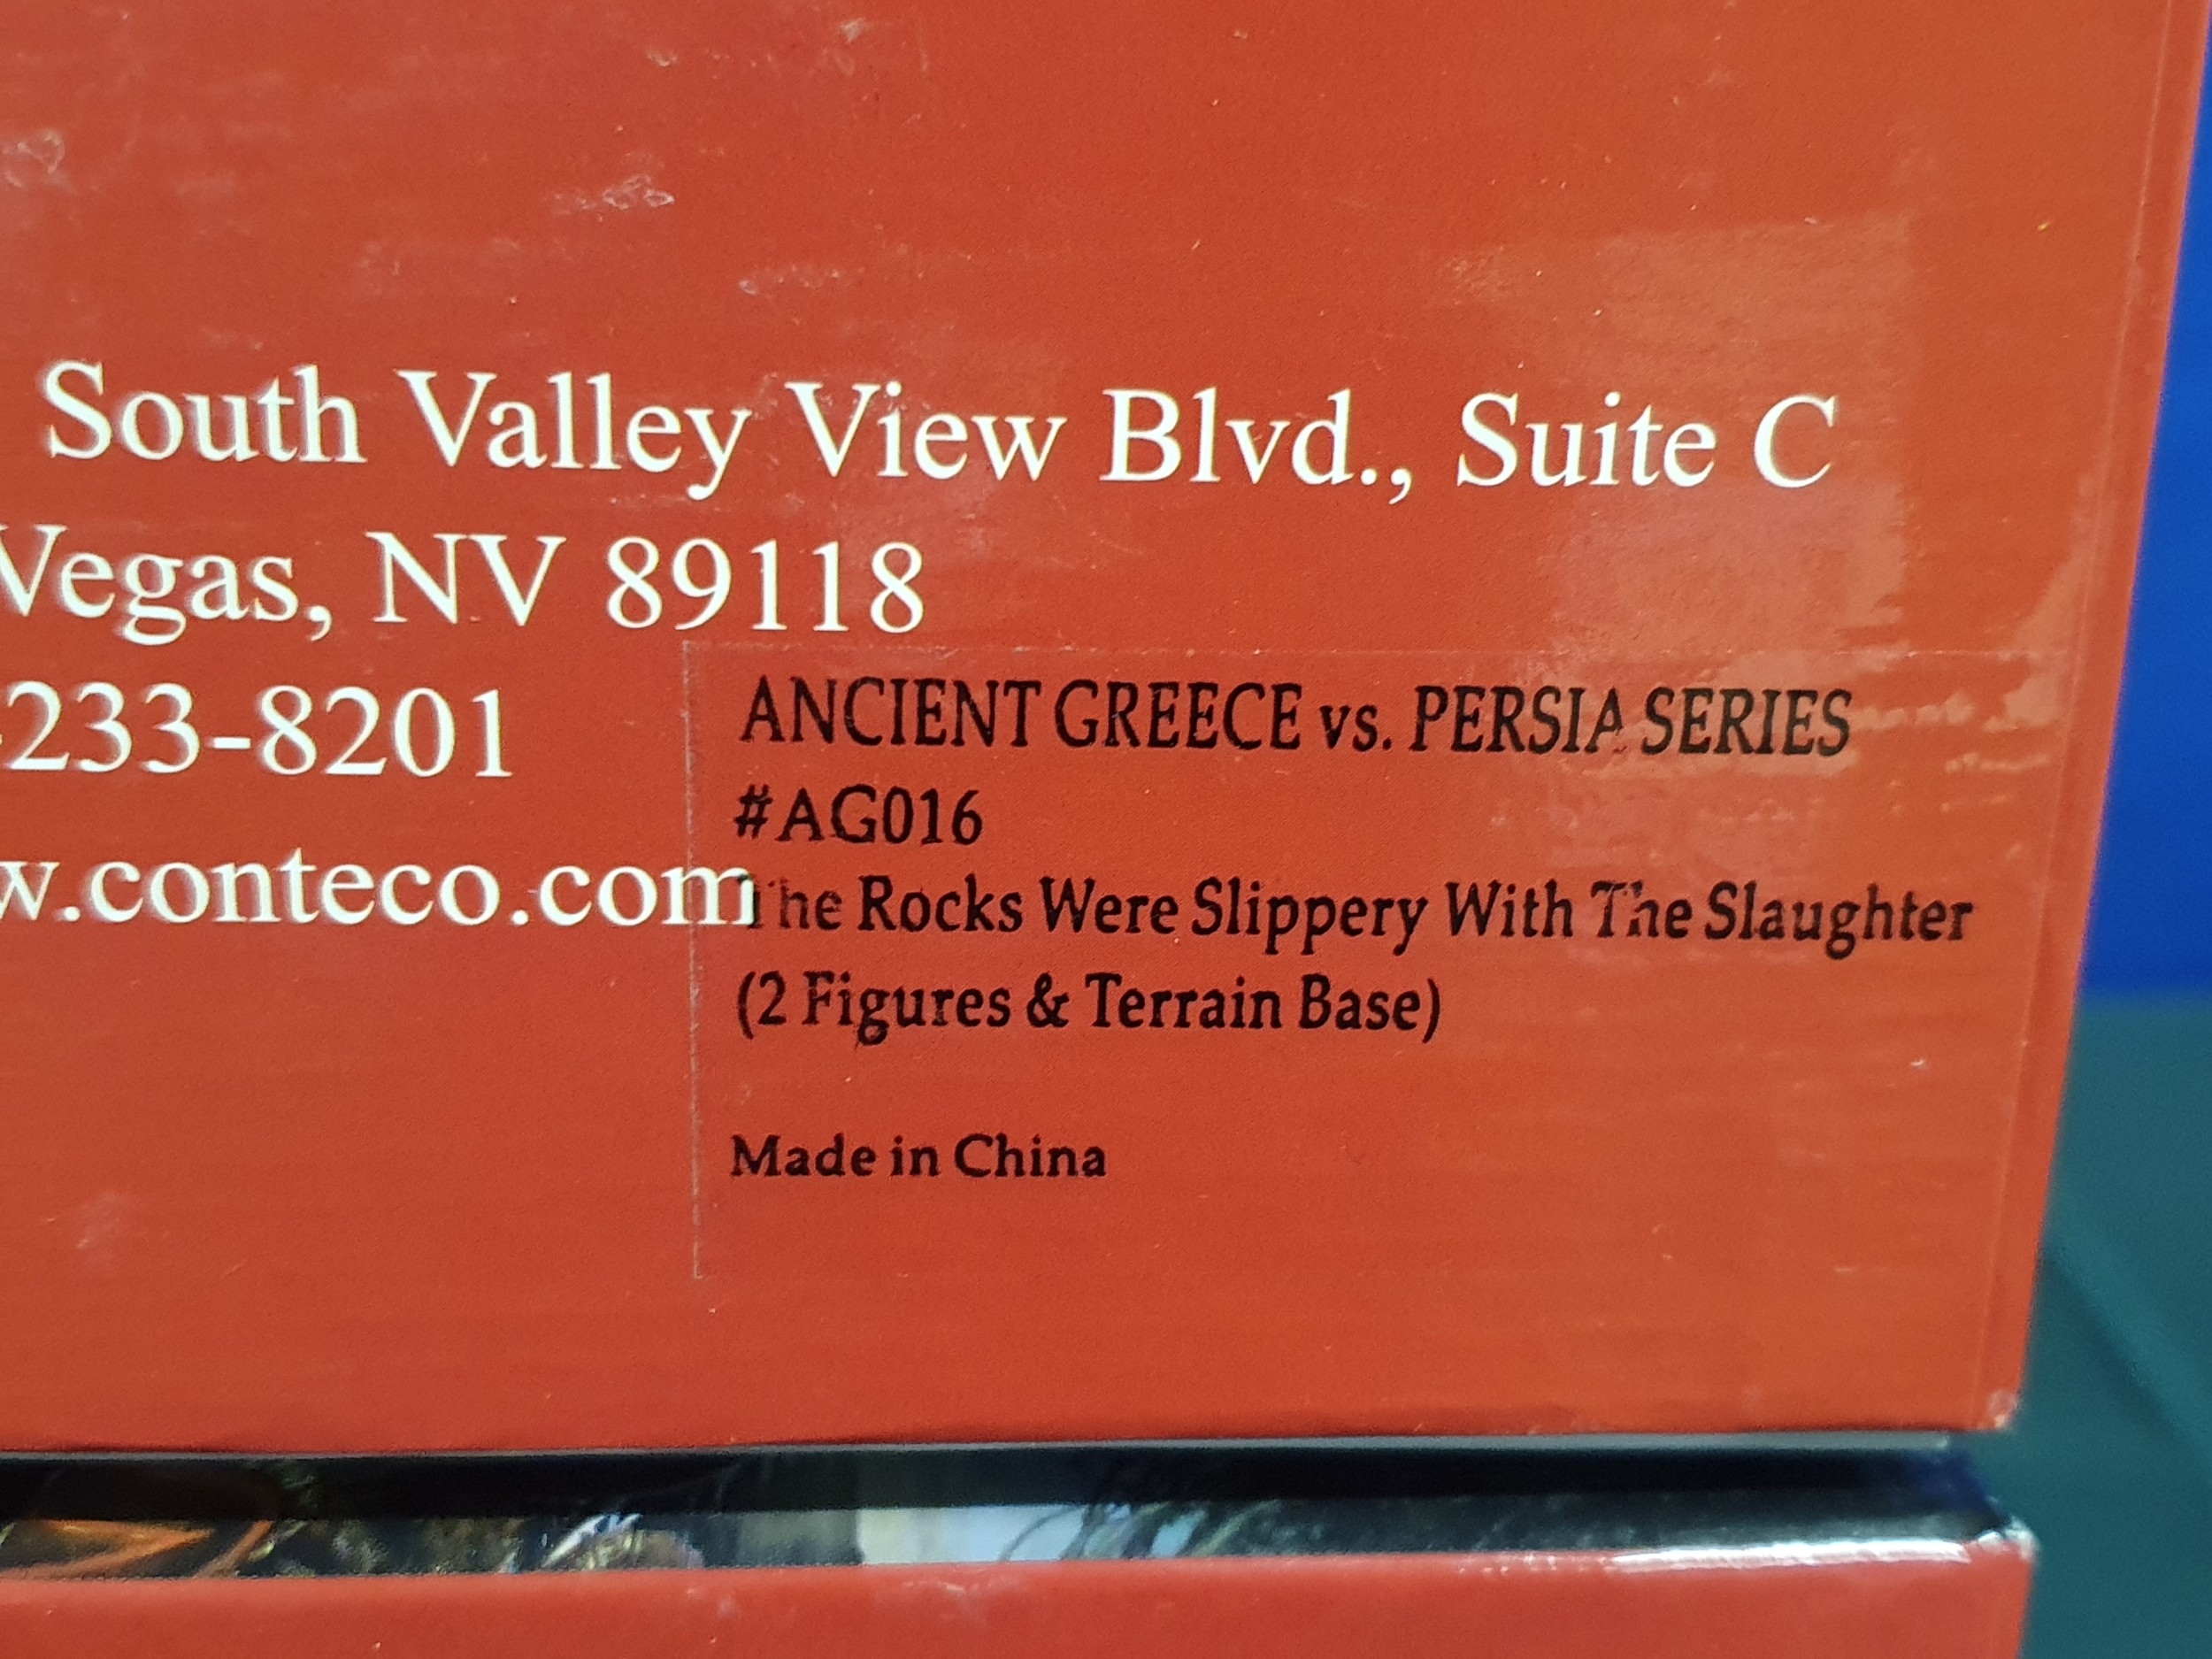 South Valley View Blvd., Suite C
Vegas, NV 89118
233-8201
w.conteco.com
ANCIENT GREECE vs. PERSIA SERIES
#AG016
The Rocks Were Slippery With The Slaughter
(2 Figures & Terrain Base)
Made in China